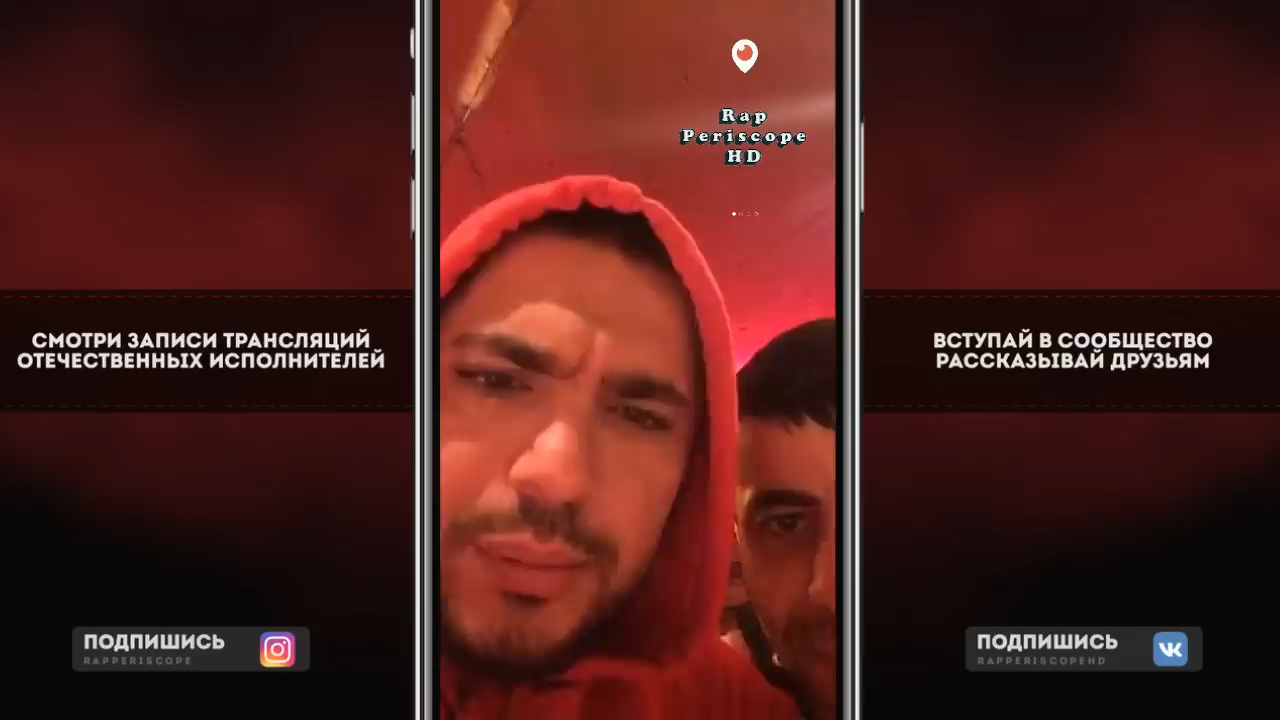 Rap
Periscope
HD
СМОТРИ ЗАПИСИ ТРАНСЛЯЦИЙ
ОТЕЧЕСТВЕННЫХ ИСПОЛНИТЕЛЕЙ
ВСТУПАЙ В СООБЩЕСТВО
РАССКАЗЫВАЙ ДРУЗЬЯМ
ПОДПИШИСЬ
RAPPERISCOPE
ПОДПИШИСЬ
RAPPERISCOPEHD